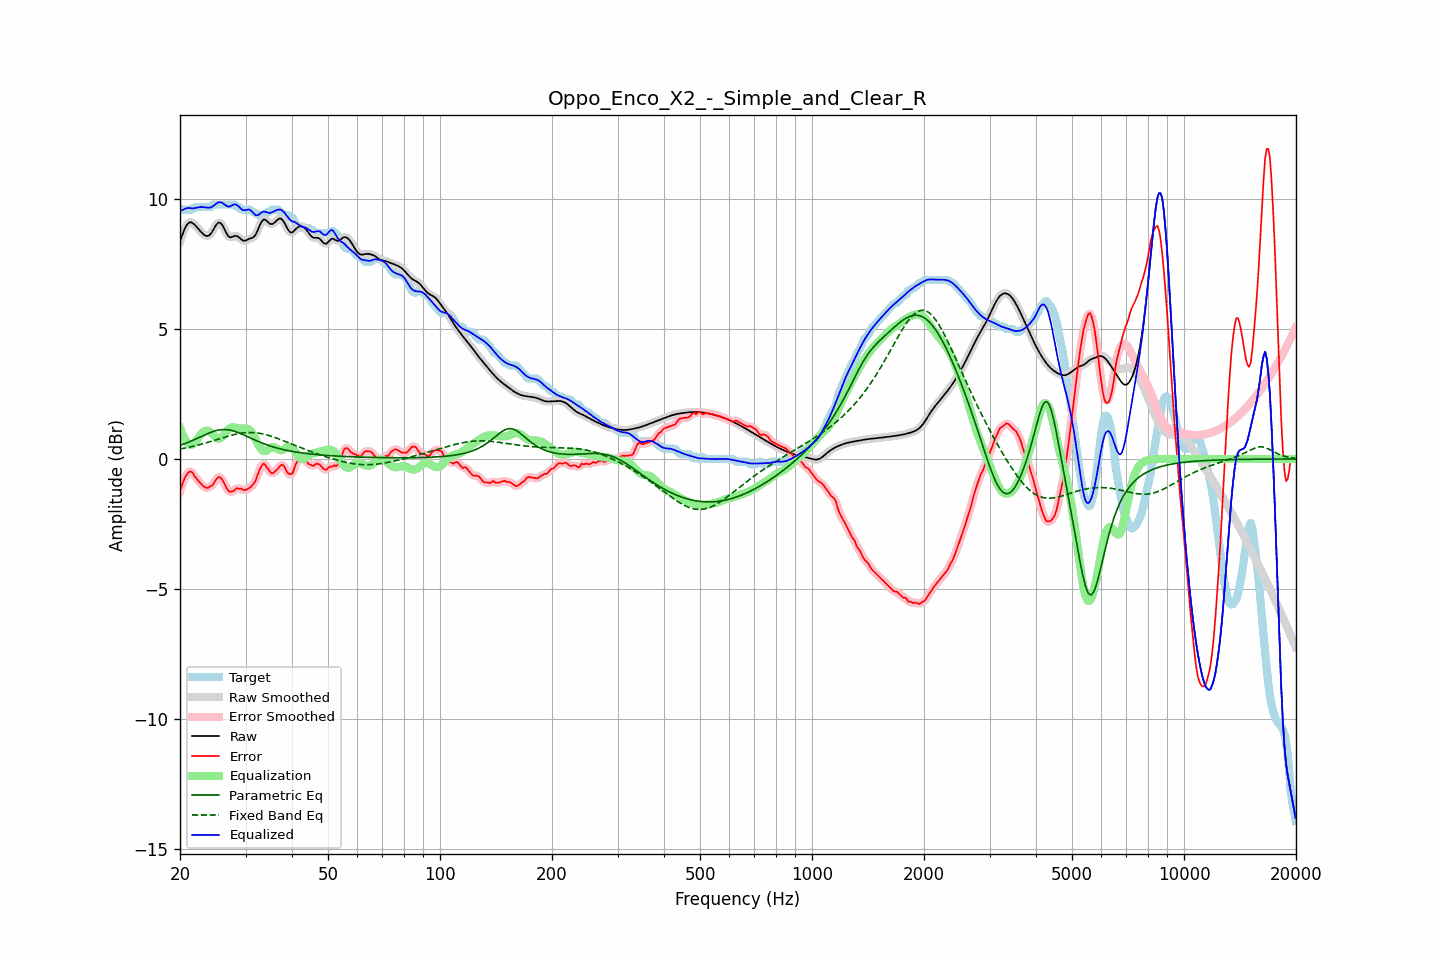 Oppo_Enco_X2_-_Simple_and_Clear_R
Amplitude (dBr)
10
5
0
−5
−10
−15
Target
Raw Smoothed
Error Smoothed
Raw
Error
Equalization
Parametric Eq
Fixed Band Eq
Equalized
20 50 100 200 500 1000 2000 5000 10000 20000
Frequency (Hz)